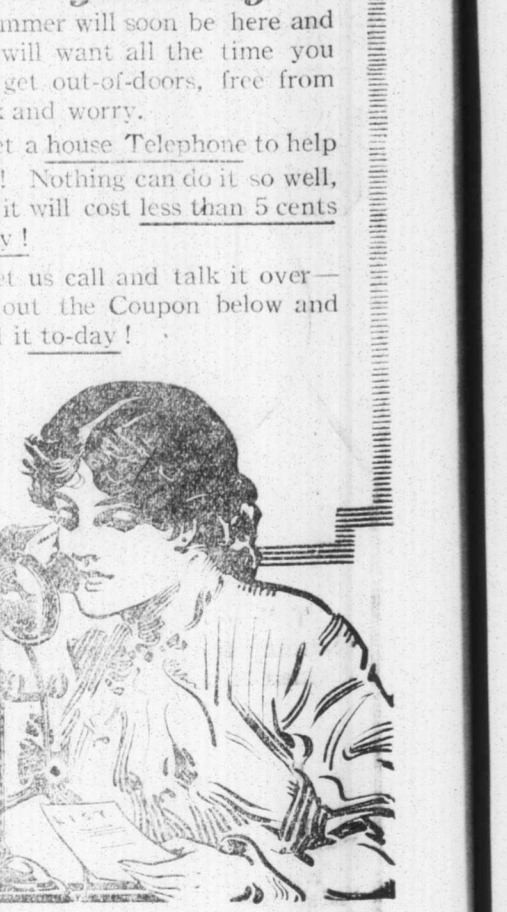 mmer will soon be here and
will want all the time you
get out-of-doors, free from
and worry.
et a house Telephone to help
! Nothing can do it so well,
it will cost less than 5 cents
y !
et us call and talk it over—
out the Coupon below and
it to-day !
LIST